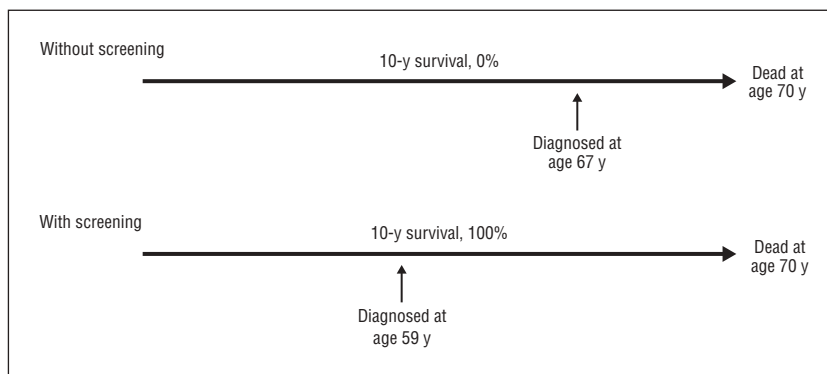 Without screening
10-y survival, 0%
Dead at
age 70 y
Diagnosed at
age 67 y
With screening
10-y survival, 100%
Dead at
age 70 y
Diagnosed at
age 59 y